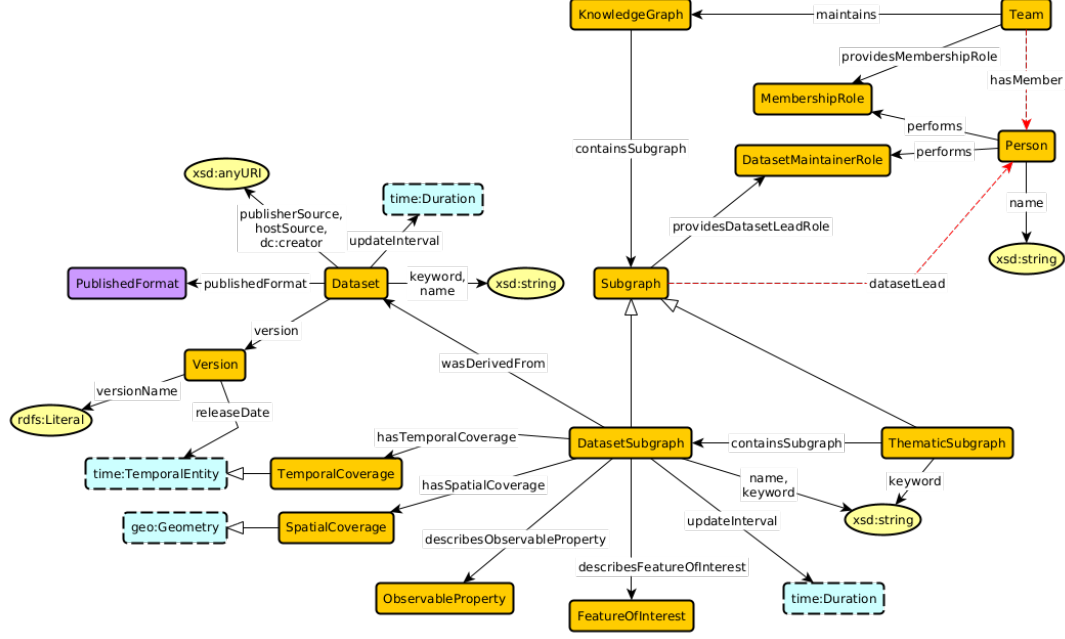 KnowledgeGraph
maintains
Team
providesMembershipRole
hasMember
MembershipRole
performs
Person
containsSubgraph
DatasetMaintainerRole
performs
xsd:anyURI
time:Duration
name
publisherSource,
hostSource,
dc:creator
updateInterval
providesDatasetLeadRole
xsd:string
PublishedFormat
publishedFormat
Dataset
keyword,
name
xsd:string
Subgraph
datasetLead
version
Version
wasDerivedFrom
versionName
releaseDate
rdfs:Literal
hasTemporalCoverage
DatasetSubgraph
containsSubgraph
ThematicSubgraph
time:TemporalEntity
TemporalCoverage
hasSpatialCoverage
name,
keyword
keyword
geo:Geometry
SpatialCoverage
updateInterval
xsd:string
describesObservableProperty
describesFeatureOfInterest
ObservableProperty
time:Duration
FeatureOfInterest